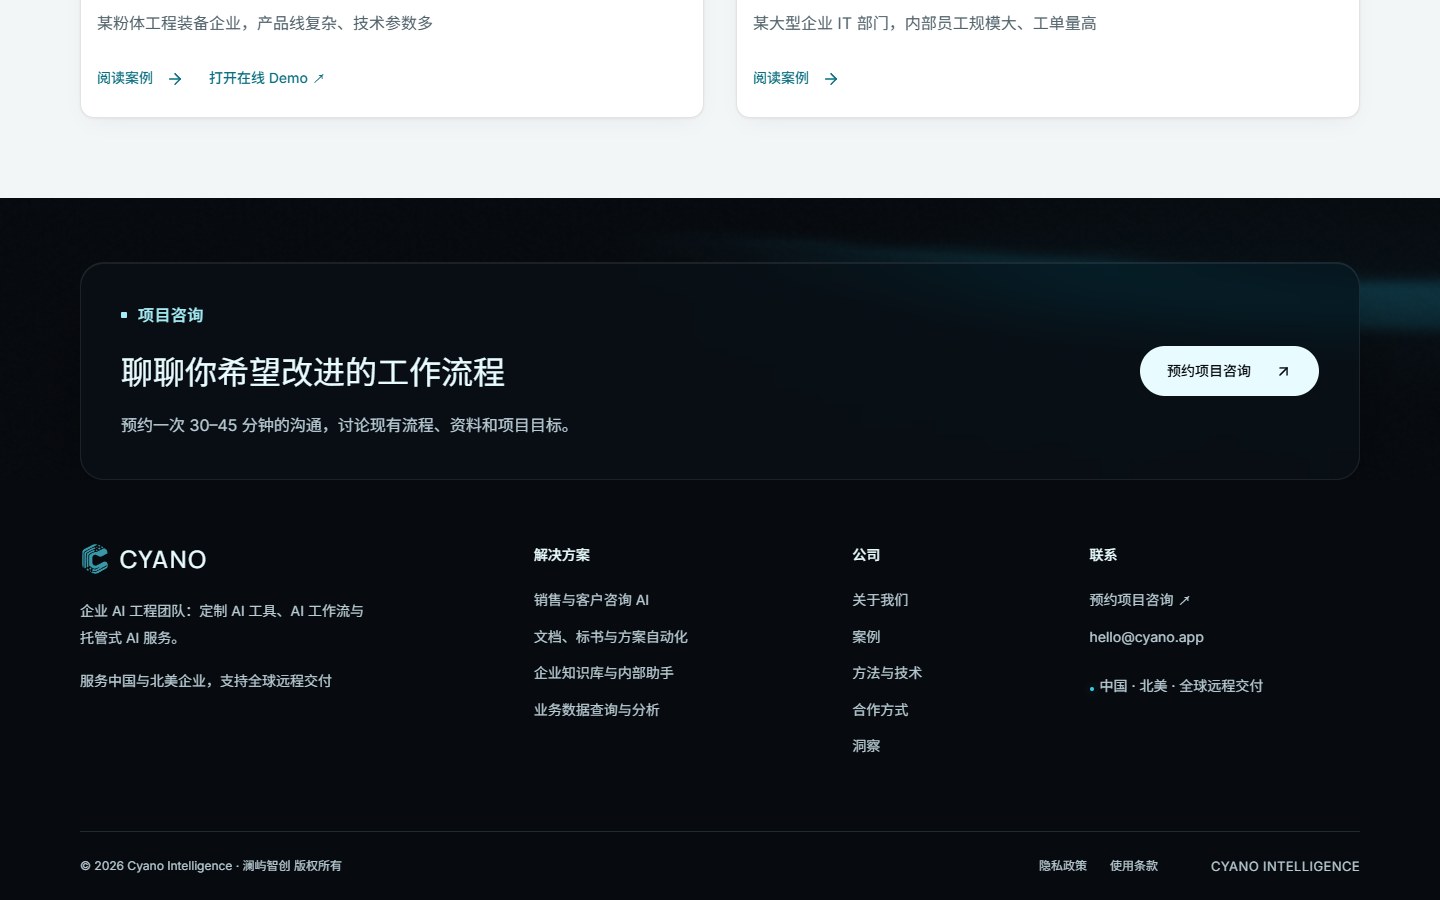 某粉体工程装备企业，产品线复杂、技术参数多
阅读案例 → 打开在线 Demo ↗
某大型企业 IT 部门，内部员工规模大、工单量高
阅读案例 →
项目咨询
聊聊你希望改进的工作流程
预约一次 30–45 分钟的沟通，讨论现有流程、资料和项目目标。
预约项目咨询 ↗
CYANO
企业 AI 工程团队：定制 AI 工具、AI 工作流与
托管式 AI 服务。
服务中国与北美企业，支持全球远程交付
解决方案
销售与客户咨询 AI
文档、标书与方案自动化
企业知识库与内部助手
业务数据查询与分析
公司
关于我们
案例
方法与技术
合作方式
洞察
联系
预约项目咨询 ↗
hello@cyano.app
中国 · 北美 · 全球远程交付
© 2026 Cyano Intelligence · 澜屿智创 版权所有
隐私政策 使用条款 CYANO INTELLIGENCE